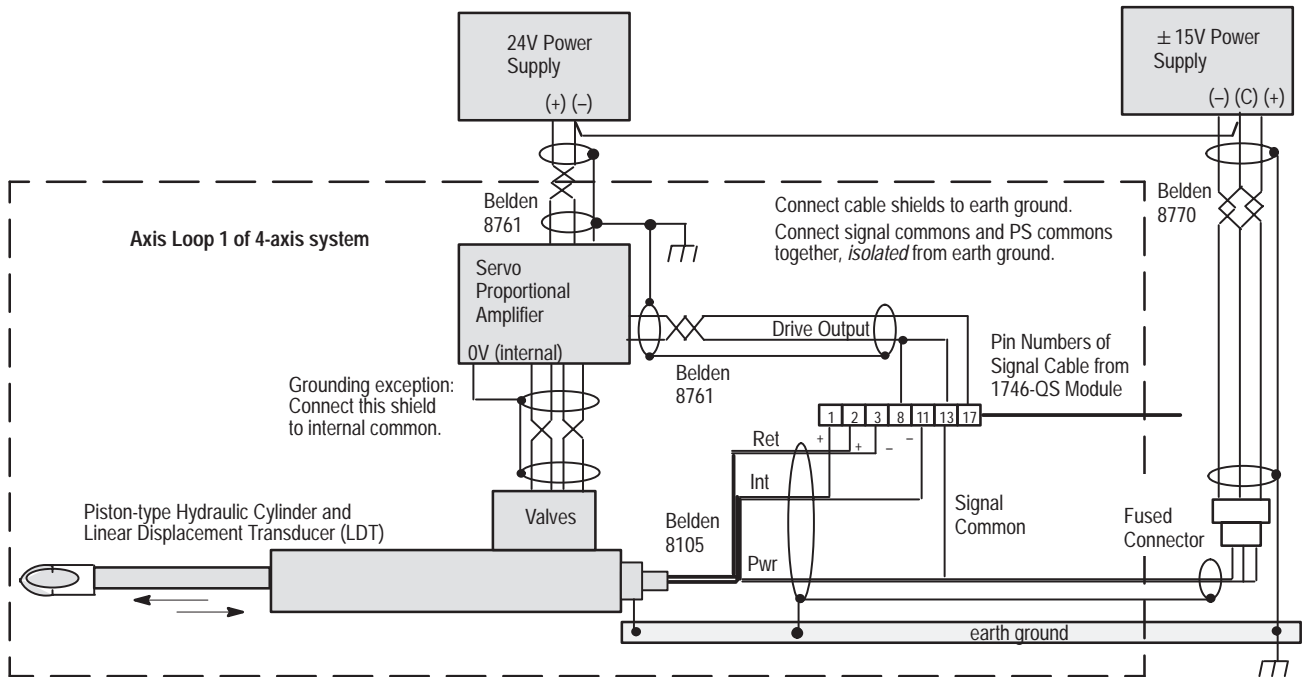 24V Power
Supply
(+) (–)
± 15V Power
Supply
(–) (C) (+)
Belden
8761
Belden
8770
Connect cable shields to earth ground.
Connect signal commons and PS commons
together, isolated from earth ground.
Axis Loop 1 of 4-axis system
Servo
Proportional
Amplifier
0V (internal)
Drive Output
Pin Numbers of
Signal Cable from
1746-QS Module
Belden
8761
Grounding exception:
Connect this shield
to internal common.
1 2 3 8 11 13 17
+ + – –
Ret
Int
Piston-type Hydraulic Cylinder and
Linear Displacement Transducer (LDT)
Valves
Belden
8105
Signal
Common
Fused
Connector
Pwr
earth ground